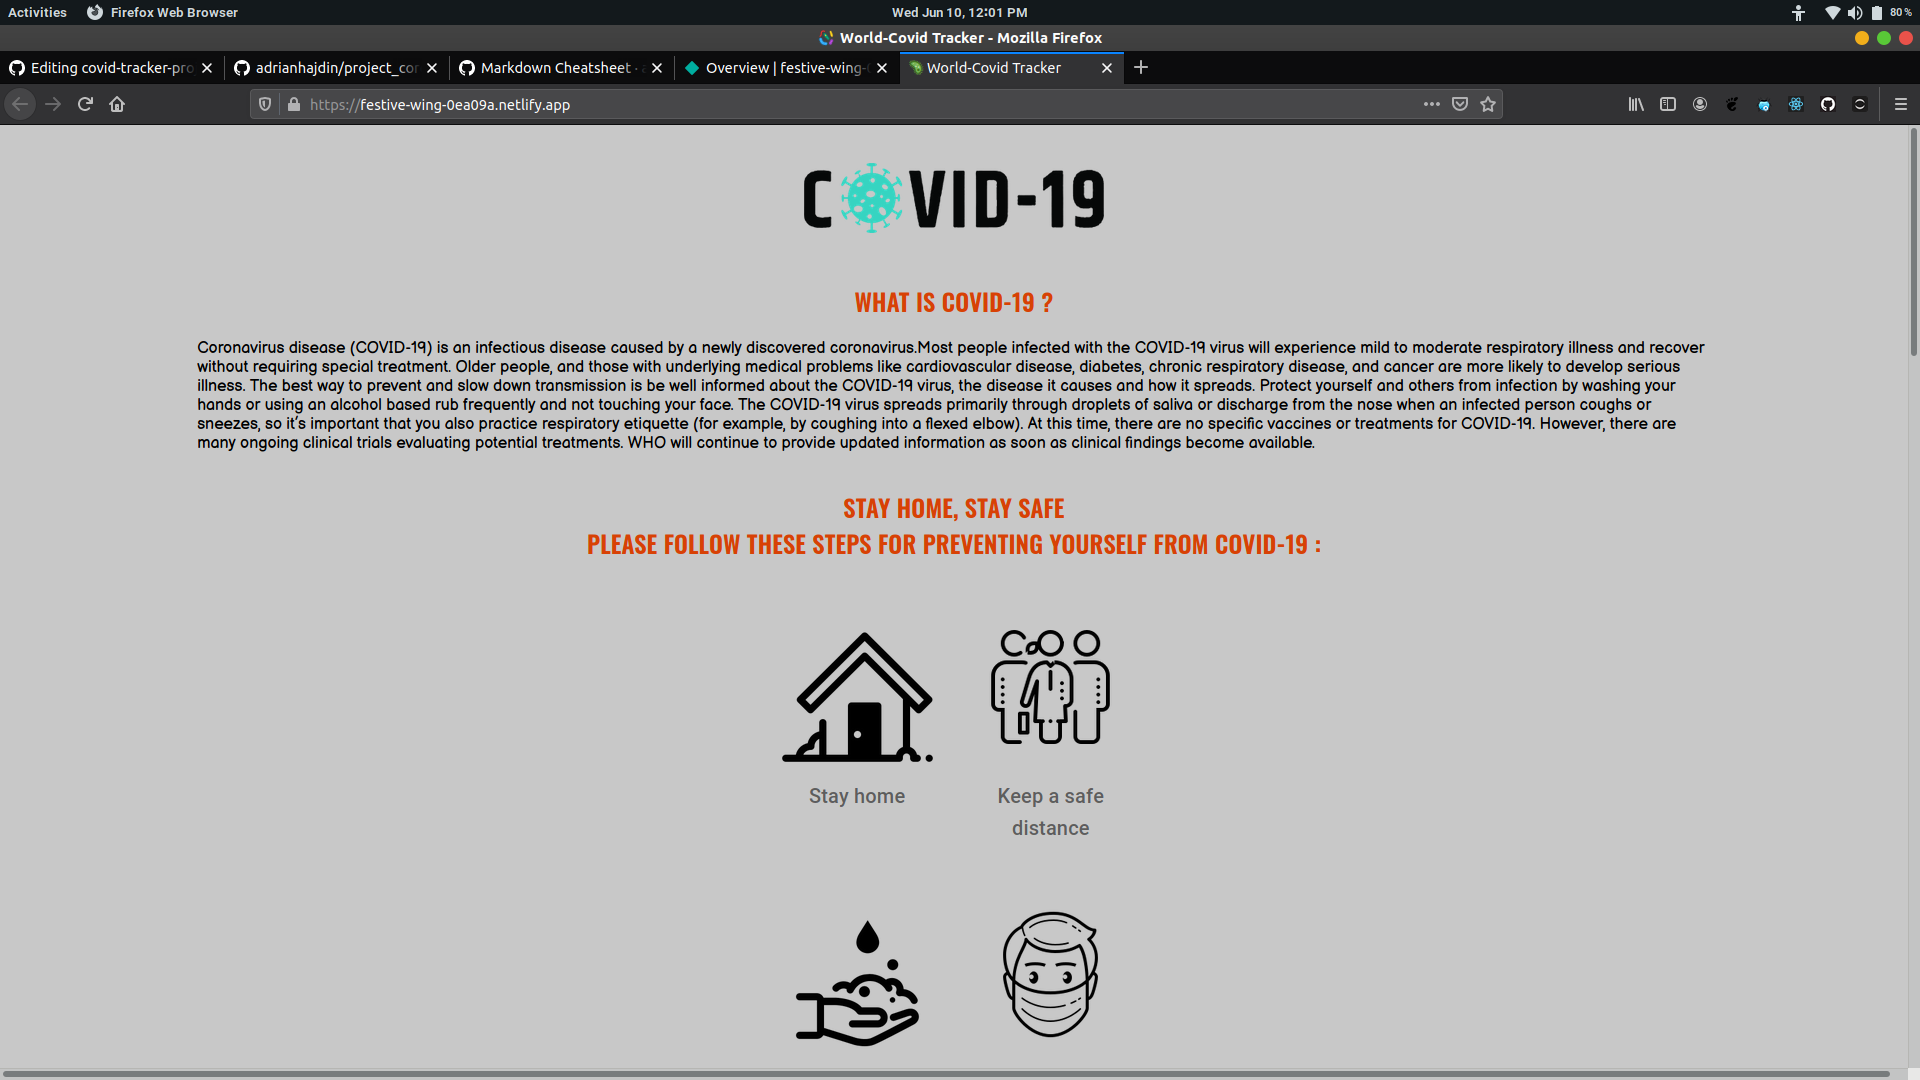 Activities Firefox Web Browser Wed Jun 10, 12:01 PM 80 %
World-Covid Tracker - Mozilla Firefox
Editing covid-tracker-pro adrianhajdin/project_cor Markdown Cheatsheet · Overview | festive-wing- World-Covid Tracker
https://festive-wing-0ea09a.netlify.app
COVID-19
WHAT IS COVID-19 ?
Coronavirus disease (COVID-19) is an infectious disease caused by a newly discovered coronavirus.Most people infected with the COVID-19 virus will experience mild to moderate respiratory illness and recover
without requiring special treatment. Older people, and those with underlying medical problems like cardiovascular disease, diabetes, chronic respiratory disease, and cancer are more likely to develop serious
illness. The best way to prevent and slow down transmission is be well informed about the COVID-19 virus, the disease it causes and how it spreads. Protect yourself and others from infection by washing your
hands or using an alcohol based rub frequently and not touching your face. The COVID-19 virus spreads primarily through droplets of saliva or discharge from the nose when an infected person coughs or
sneezes, so it's important that you also practice respiratory etiquette (for example, by coughing into a flexed elbow). At this time, there are no specific vaccines or treatments for COVID-19. However, there are
many ongoing clinical trials evaluating potential treatments. WHO will continue to provide updated information as soon as clinical findings become available.
STAY HOME, STAY SAFE
PLEASE FOLLOW THESE STEPS FOR PREVENTING YOURSELF FROM COVID-19 :
Stay home
Keep a safe
distance